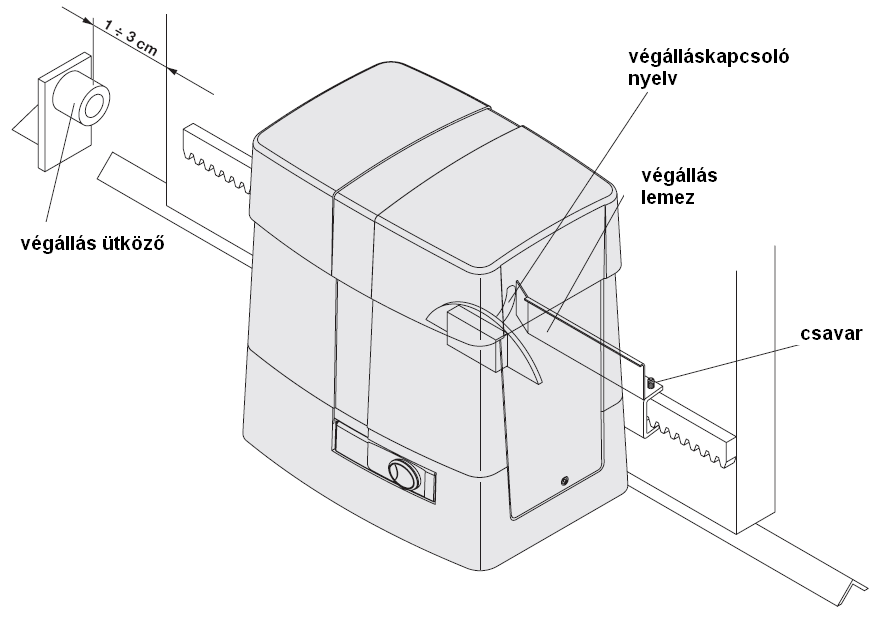 1 ÷ 3 cm
végálláskapcsoló
nyelv
végállás
lemez
végállás ütköző
csavar